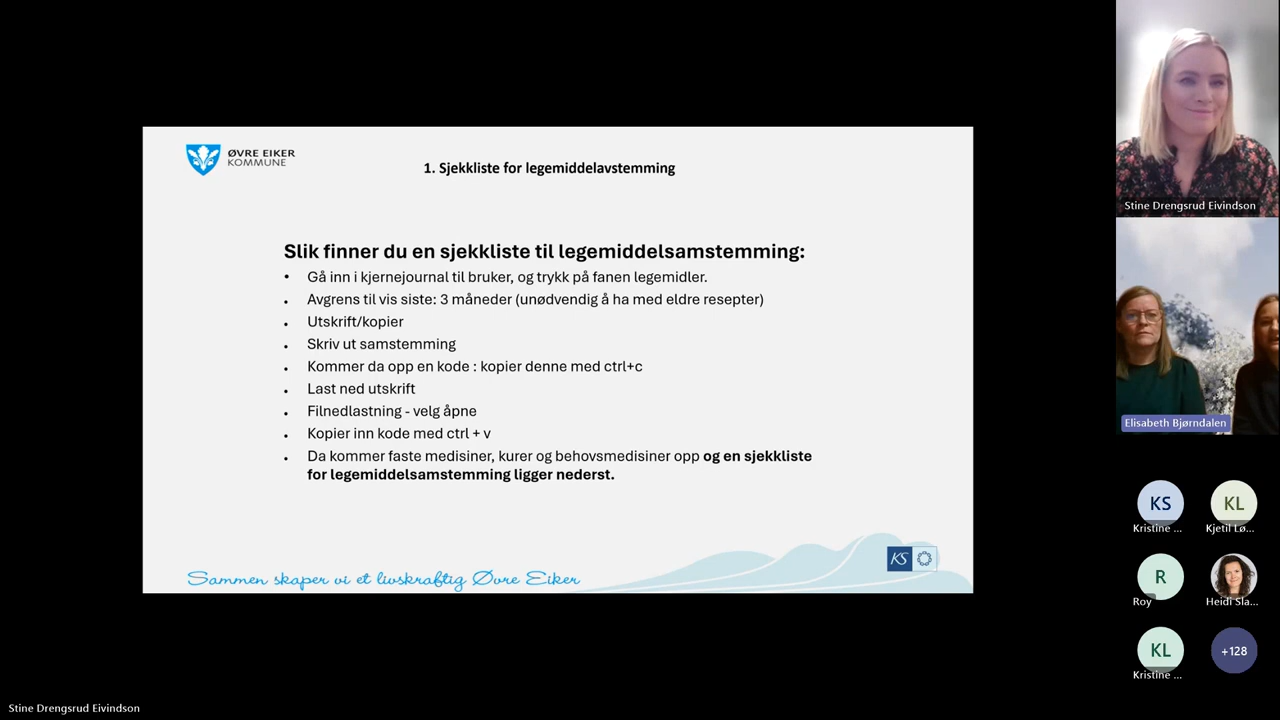 ØVRE EIKER
KOMMUNE
1. Sjekkliste for legemiddelavstemming
Slik finner du en sjekkliste til legemiddelsamstemming:
• Gå inn i kjernejournal til bruker, og trykk på fanen legemidler.
• Avgrens til vis siste: 3 måneder (unødvendig å ha med eldre resepter)
• Utskrift/kopier
• Skriv ut samstemming
• Kommer da opp en kode : kopier denne med ctrl+c
• Last ned utskrift
• Filnedlastning - velg åpne
• Kopier inn kode med ctrl + v
• Da kommer faste medisiner, kurer og behovsmedisiner opp og en sjekkliste
for legemiddelsamstemming ligger nederst.
Sammen skaper vi et livskraftig Øvre Eiker
KS
Stine Drengsrud Eivindson
Elisabeth Bjørndalen
KS
KL
Kristine ...
Kjetil Lø...
R
Roy
Heidi Sla...
KL
+128
Kristine ...
Stine Drengsrud Eivindson